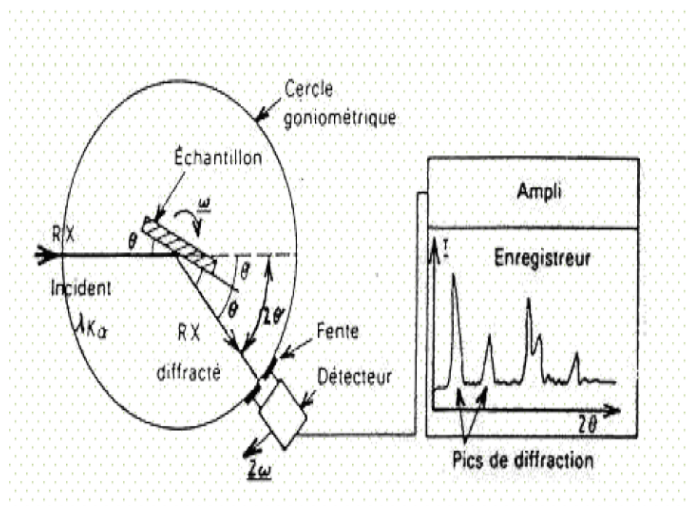 Cercle
goniométrique
Échantillon
ω
RX
θ
Incident
λKα
θ
θ
2θ
RX
diffracté
Fente
Détecteur
2ω
Ampli
I
Enregistreur
2θ
Pics de diffraction